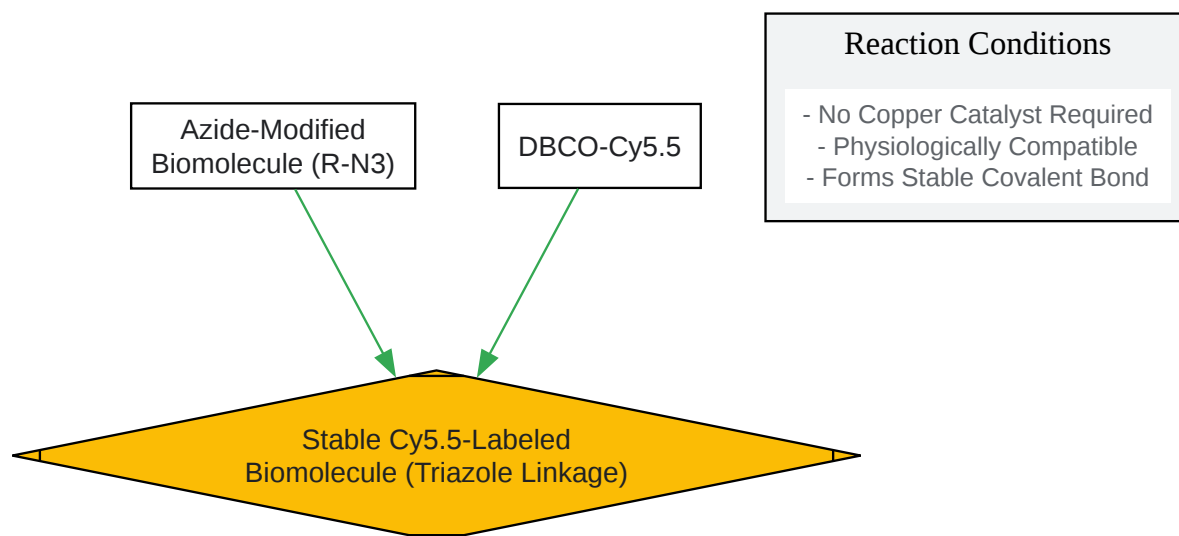 Reaction Conditions
- No Copper Catalyst Required
- Physiologically Compatible
- Forms Stable Covalent Bond
Azide-Modified
Biomolecule (R-N3)
DBCO-Cy5.5
Stable Cy5.5-Labeled
Biomolecule (Triazole Linkage)